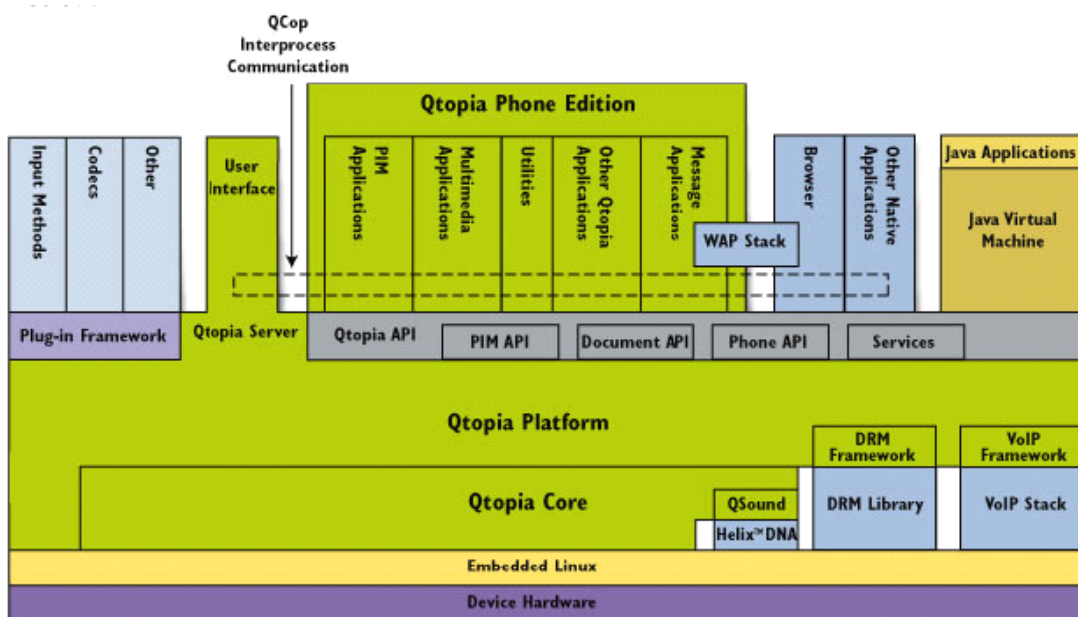 QCop
Interprocess
Communication
Qtopia Phone Edition
Input Methods
Codecs
Other
User
Interface
PIM
Applications
Multimedia
Applications
Utilities
Other Qtopia
Applications
Message
Applications
WAP Stack
Browser
Other Native
Applications
Java Applications
Java Virtual
Machine
Plug-in Framework
Qtopia Server
Qtopia API
PIM API
Document API
Phone API
Services
Qtopia Platform
DRM
Framework
VoIP
Framework
Qtopia Core
QSound
Helix™DNA
DRM Library
VoIP Stack
Embedded Linux
Device Hardware